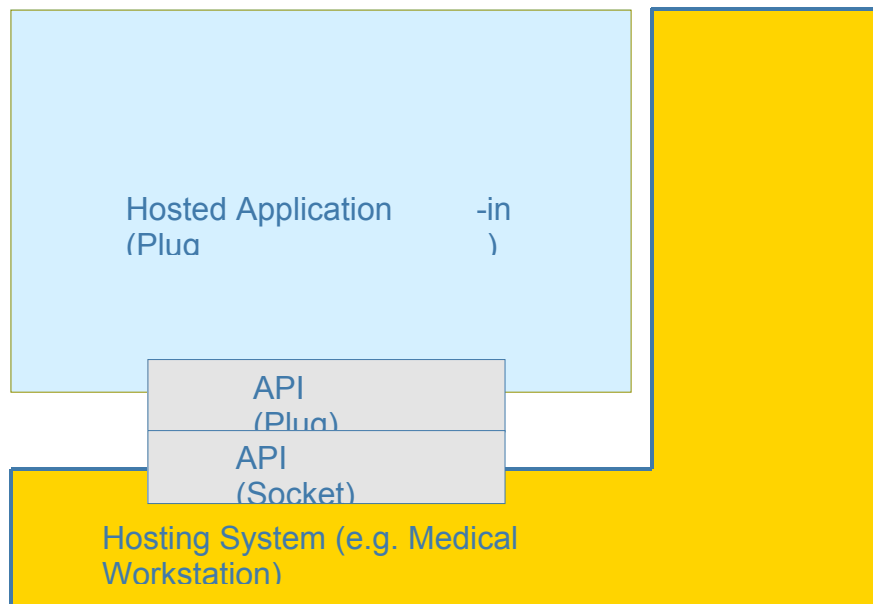 Hosted Application -in
(Plug )
API
(Plug)
API
(Socket)
Hosting System (e.g. Medical
Workstation)